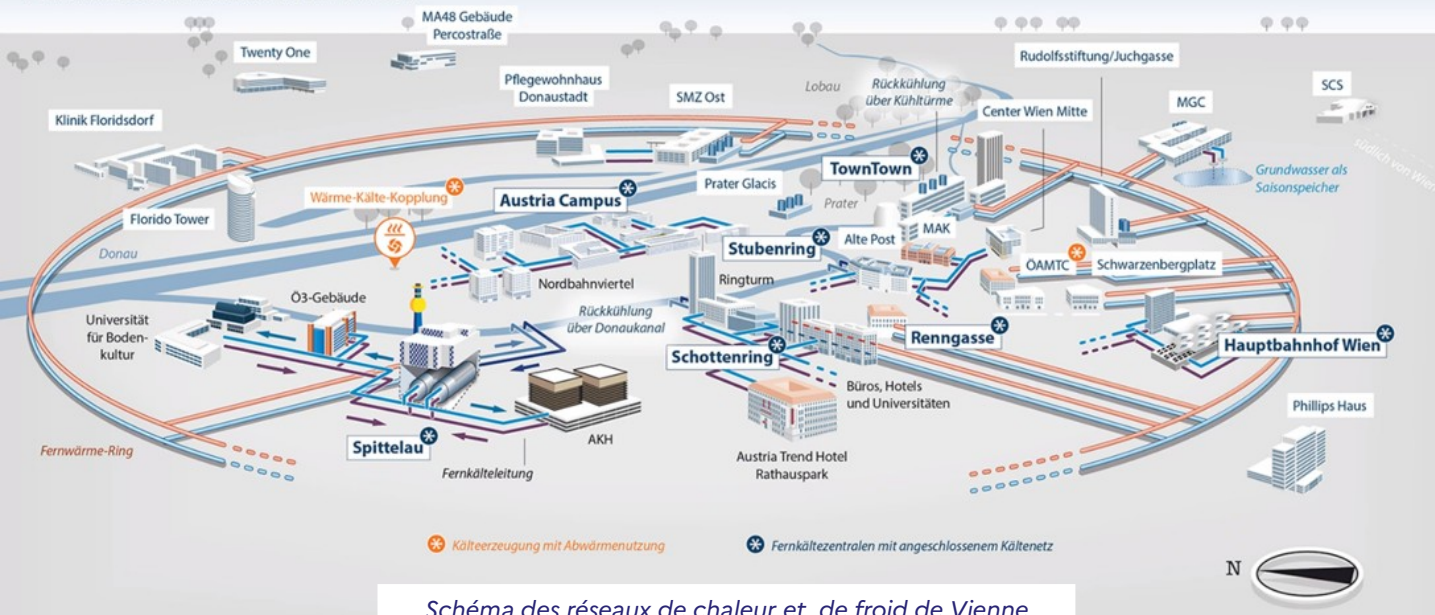 MA48 Gebäude
Percostraße
Twenty One
Rudolfsstiftung/Juchgasse
Pflegewohnhaus
Donaustadt
SMZ Ost
Lobau
Rückkühlung
über Kühltürme
Center Wien Mitte
MGC
SCS
Klinik Floridsdorf
südlich von Wien
TownTown
Grundwasser als
Saisonspeicher
Wärme-Kälte-Kopplung
Austria Campus
Prater Glacis
Prater
Florido Tower
Stubenring
Alte Post
MAK
Donau
ÖAMTC
Schwarzenbergplatz
Nordbahnviertel
Ringturm
Ö3-Gebäude
Rückkühlung
über Donaukanal
Universität
für Boden-
kultur
Renngasse
Hauptbahnhof Wien
Schottenring
Büros, Hotels
und Universitäten
Phillips Haus
AKH
Spittelau
Fernwärme-Ring
Fernkälteleitung
Austria Trend Hotel
Rathauspark
Kälteerzeugung mit Abwärmenutzung
Fernkältezentralen mit angeschlossenem Kältenetz
N
Schéma des réseaux de chaleur et de froid de Vienne